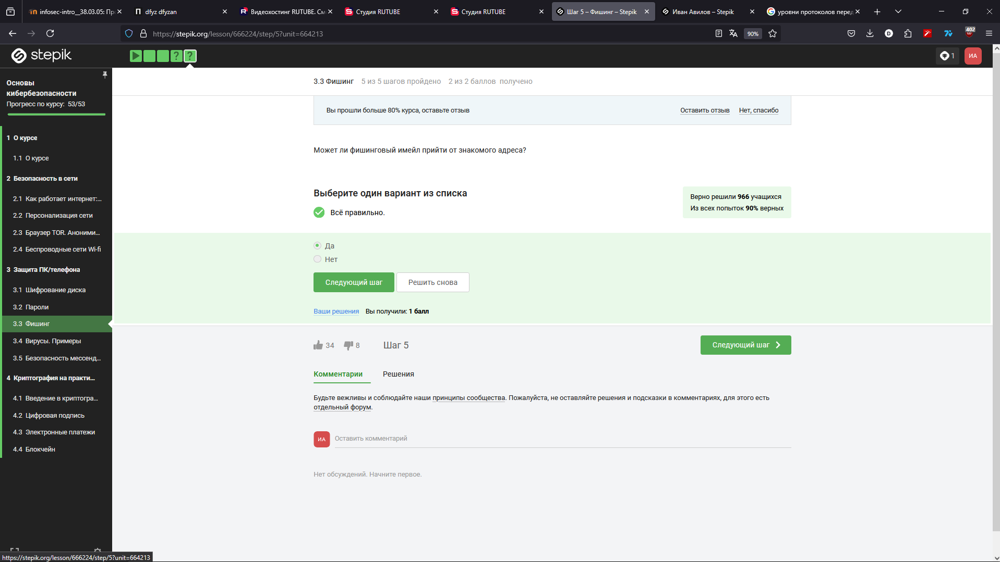 infosec-intro__38.03.05: Пр
dfyz dfyzan
Видеохостинг RUTUBE. См
Студия RUTUBE
Студия RUTUBE
Шаг 5 – Фишинг – Stepik
Иван Авилов – Stepik
уровни протоколов перед
https://stepik.org/lesson/666224/step/5?unit=664213
90%
402
stepik
1
ИА
Основы
кибербезопасности
Прогресс по курсу: 53/53
1 О курсе
1.1 О курсе
2 Безопасность в сети
2.1 Как работает интернет:...
2.2 Персонализация сети
2.3 Браузер TOR. Аноними...
2.4 Беспроводные сети Wi-fi
3 Защита ПК/телефона
3.1 Шифрование диска
3.2 Пароли
3.3 Фишинг
3.4 Вирусы. Примеры
3.5 Безопасность мессенд...
4 Криптография на практи...
4.1 Введение в криптогра...
4.2 Цифровая подпись
4.3 Электронные платежи
4.4 Блокчейн
3.3 Фишинг 5 из 5 шагов пройдено 2 из 2 баллов получено
Вы прошли больше 80% курса, оставьте отзыв
Оставить отзыв
Нет, спасибо
Может ли фишинговый имейл прийти от знакомого адреса?
Выберите один вариант из списка
Всё правильно.
Верно решили 966 учащихся
Из всех попыток 90% верных
Да
Нет
Следующий шаг
Решить снова
Ваши решения Вы получили: 1 балл
34
8
Шаг 5
Следующий шаг
Комментарии
Решения
Будьте вежливы и соблюдайте наши принципы сообщества. Пожалуйста, не оставляйте решения и подсказки в комментариях, для этого есть
отдельный форум.
ИА
Оставить комментарий
Нет обсуждений. Начните первое.
https://stepik.org/lesson/666224/step/5?unit=664213